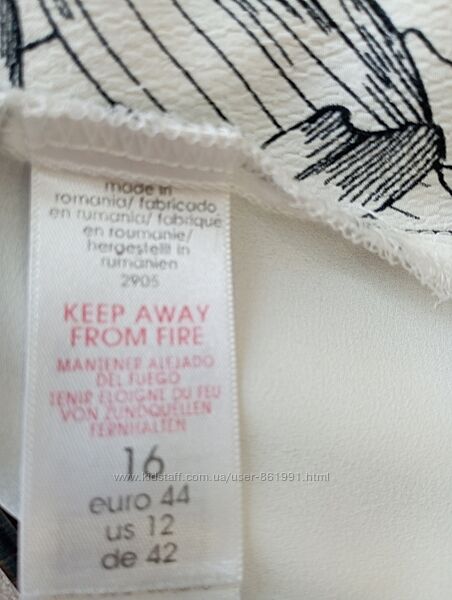 made in
romania/ fabricado
en rumania/ fabriqué
en roumanie/
hergestellt in
rumänien
2905
KEEP AWAY
FROM FIRE
MANTENER ALEJADO
DEL FUEGO
TENIR ELOIGNE DU FEU
VON ZUNDQUELLEN
FERNHALTEN
16
www.kidstaff.com.ua/user-861991.html
euro 44
us 12
de 42